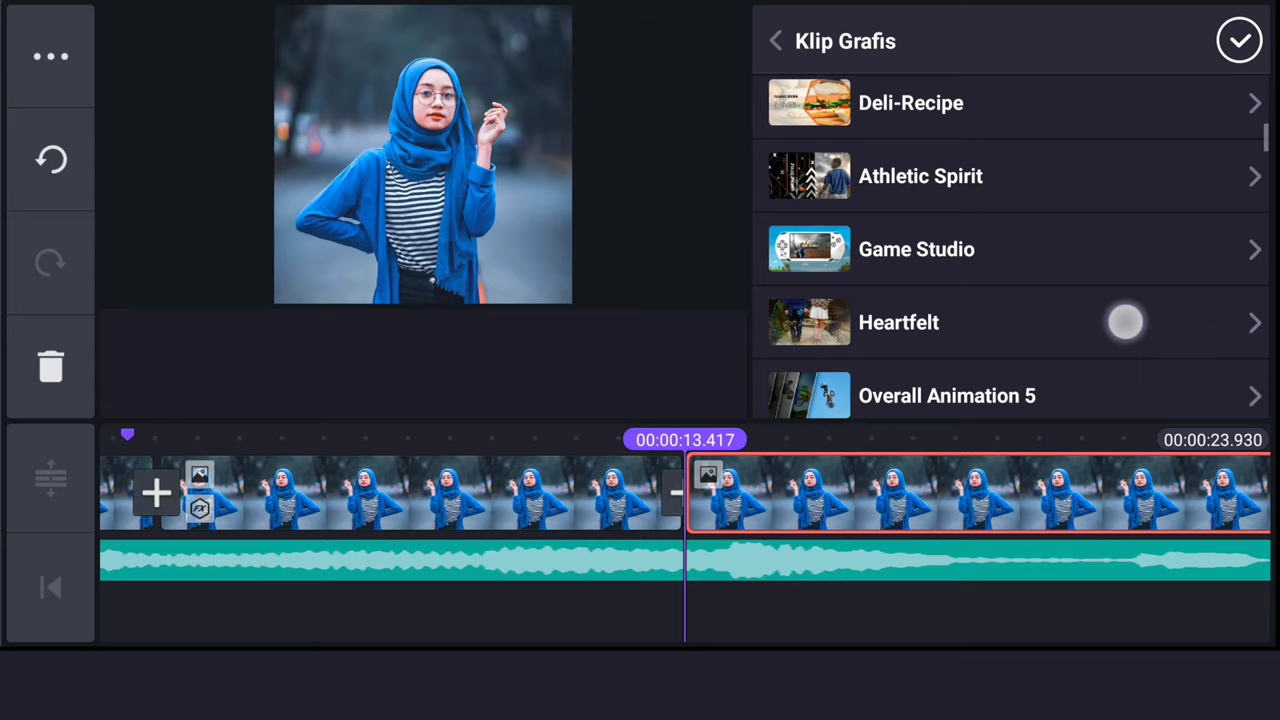 Klip Grafis
Deli-Recipe
Athletic Spirit
Game Studio
Heartfelt
Overall Animation 5
00:00:13.417
00:00:23.930
FX